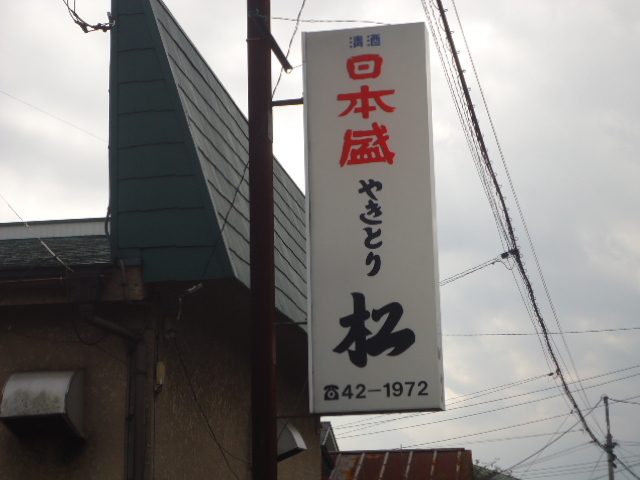 清酒
日本盛
やきとり
松
☎42-1972